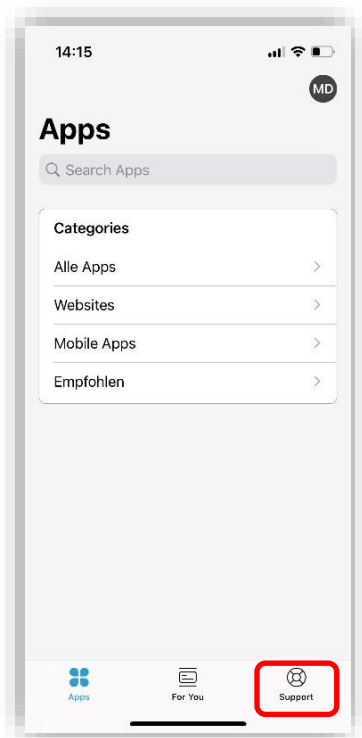 14:15
MD
Apps
Search Apps
Categories
Alle Apps
Websites
Mobile Apps
Empfohlen
Apps
For You
Support